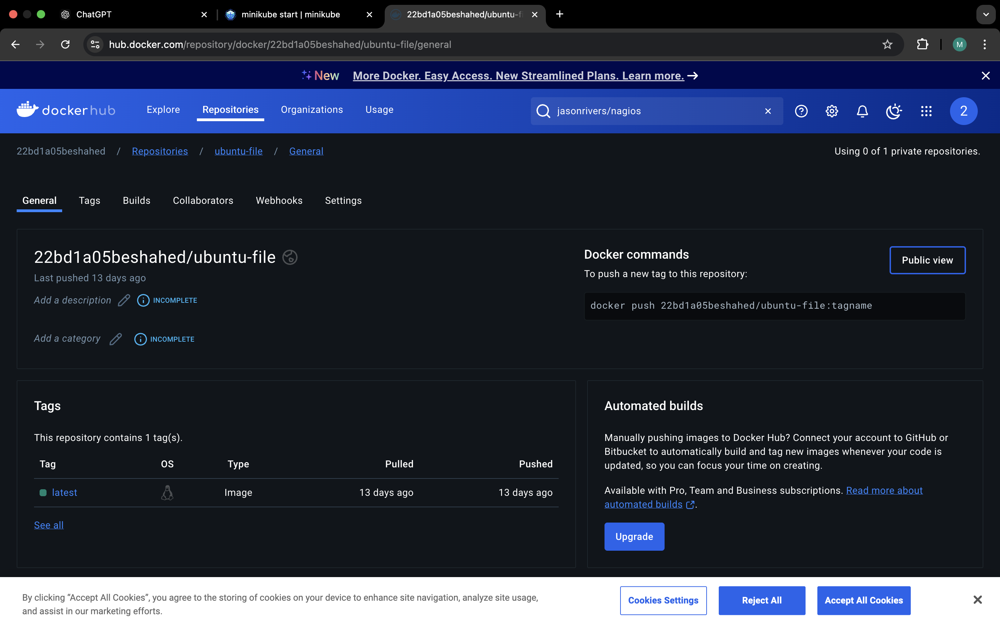 ChatGPT
minikube start | minikube
22bd1a05beshahed/ubuntu-fi
hub.docker.com/repository/docker/22bd1a05beshahed/ubuntu-file/general
M
New More Docker. Easy Access. New Streamlined Plans. Learn more.
docker hub
Explore
Repositories
Organizations
Usage
jasonrivers/nagios
2
22bd1a05beshahed / Repositories / ubuntu-file / General
Using 0 of 1 private repositories.
General
Tags
Builds
Collaborators
Webhooks
Settings
22bd1a05beshahed/ubuntu-file
Last pushed 13 days ago
Add a description INCOMPLETE
Add a category INCOMPLETE
Docker commands
Public view
To push a new tag to this repository:
docker push 22bd1a05beshahed/ubuntu-file:tagname
Tags
This repository contains 1 tag(s).
Tag OS Type Pulled Pushed
latest Image 13 days ago 13 days ago
See all
Automated builds
Manually pushing images to Docker Hub? Connect your account to GitHub or
Bitbucket to automatically build and tag new images whenever your code is
updated, so you can focus your time on creating.
Available with Pro, Team and Business subscriptions. Read more about
automated builds.
Upgrade
By clicking “Accept All Cookies”, you agree to the storing of cookies on your device to enhance site navigation, analyze site usage,
and assist in our marketing efforts.
Cookies Settings
Reject All
Accept All Cookies